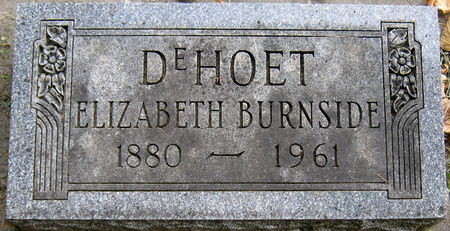 DeHOET
ELIZABETH BURNSIDE
1880 — 1961